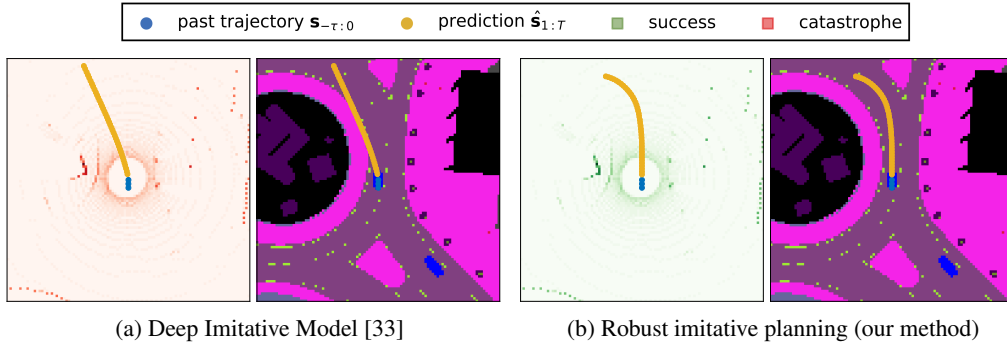 past trajectory s₋τ:0 prediction ŝ₁:T success catastrophe
(a) Deep Imitative Model [33]
(b) Robust imitative planning (our method)